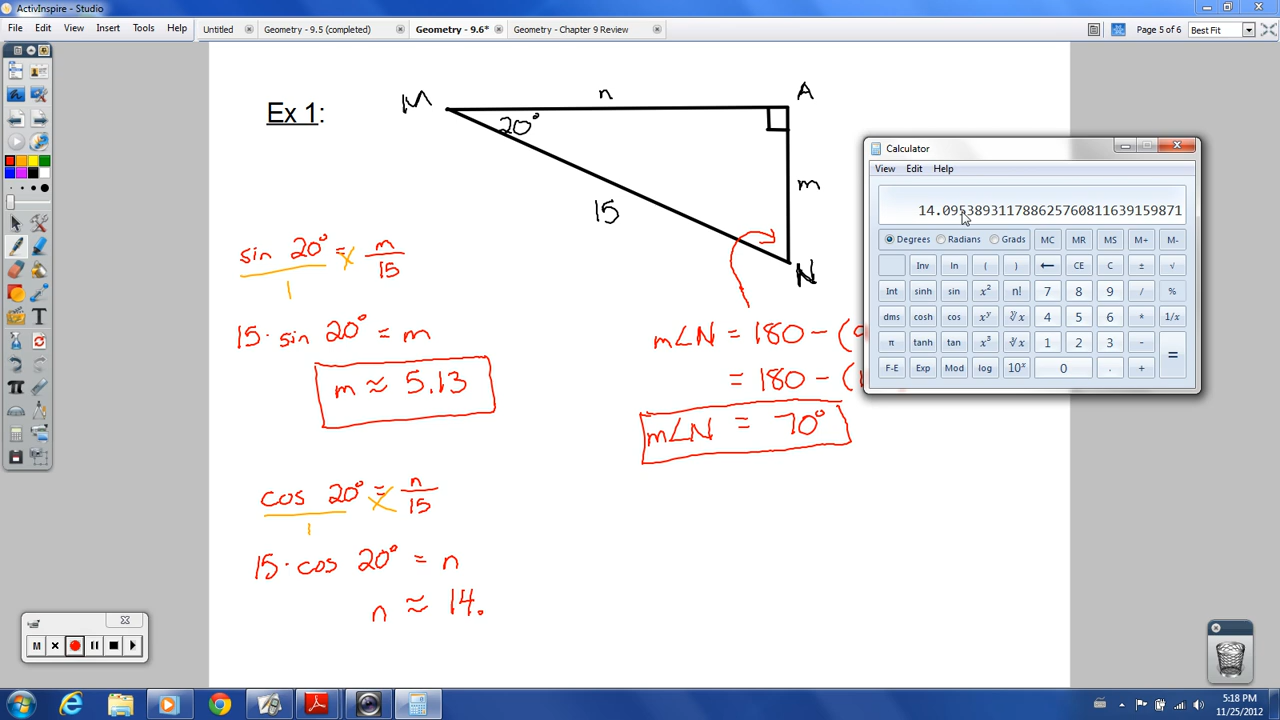 ActivInspire - Studio
File Edit View Insert Tools Help
Untitled Geometry - 9.5 (completed) Geometry - 9.6* Geometry - Chapter 9 Review
Page 5 of 6 Best Fit
Ex 1:
M n A
20°
m
15
N
sin 20° = m/15
1
15 · sin 20° = m
m ≈ 5.13
cos 20° = n/15
1
15 · cos 20° = n
n ≈ 14.
m∠N = 180 - (9
= 180 - (1
m∠N = 70°
Calculator
View Edit Help
14.095389311788625760811639159871
Degrees Radians Grads MC MR MS M+ M-
Inv ln ( ) ← CE C ± √
Int sinh sin x² n! 7 8 9 / %
dms cosh cos xʸ ʸ√x 4 5 6 * 1/x
π tanh tan x³ ³√x 1 2 3 - =
F-E Exp Mod log 10ˣ 0 . +
M
5:18 PM
11/25/2012